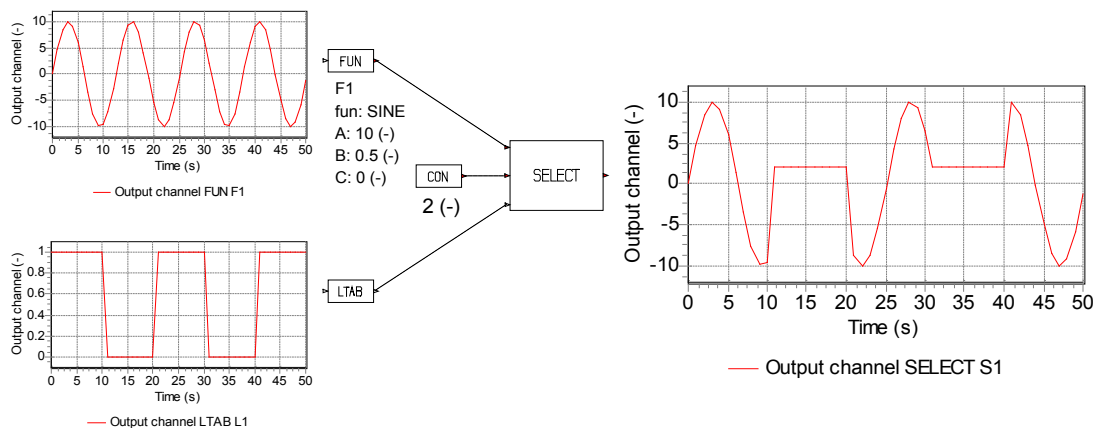 Output channel (-)
10
5
0
-5
-10
0 5 10 15 20 25 30 35 40 45 50
Time (s)
Output channel FUN F1
FUN
F1
fun: SINE
A: 10 (-)
B: 0.5 (-)
C: 0 (-)
CON
2 (-)
SELECT
LTAB
Output channel (-)
1
0.8
0.6
0.4
0.2
0
0 5 10 15 20 25 30 35 40 45 50
Time (s)
Output channel LTAB L1
Output channel (-)
10
5
0
-5
-10
0 5 10 15 20 25 30 35 40 45 50
Time (s)
Output channel SELECT S1